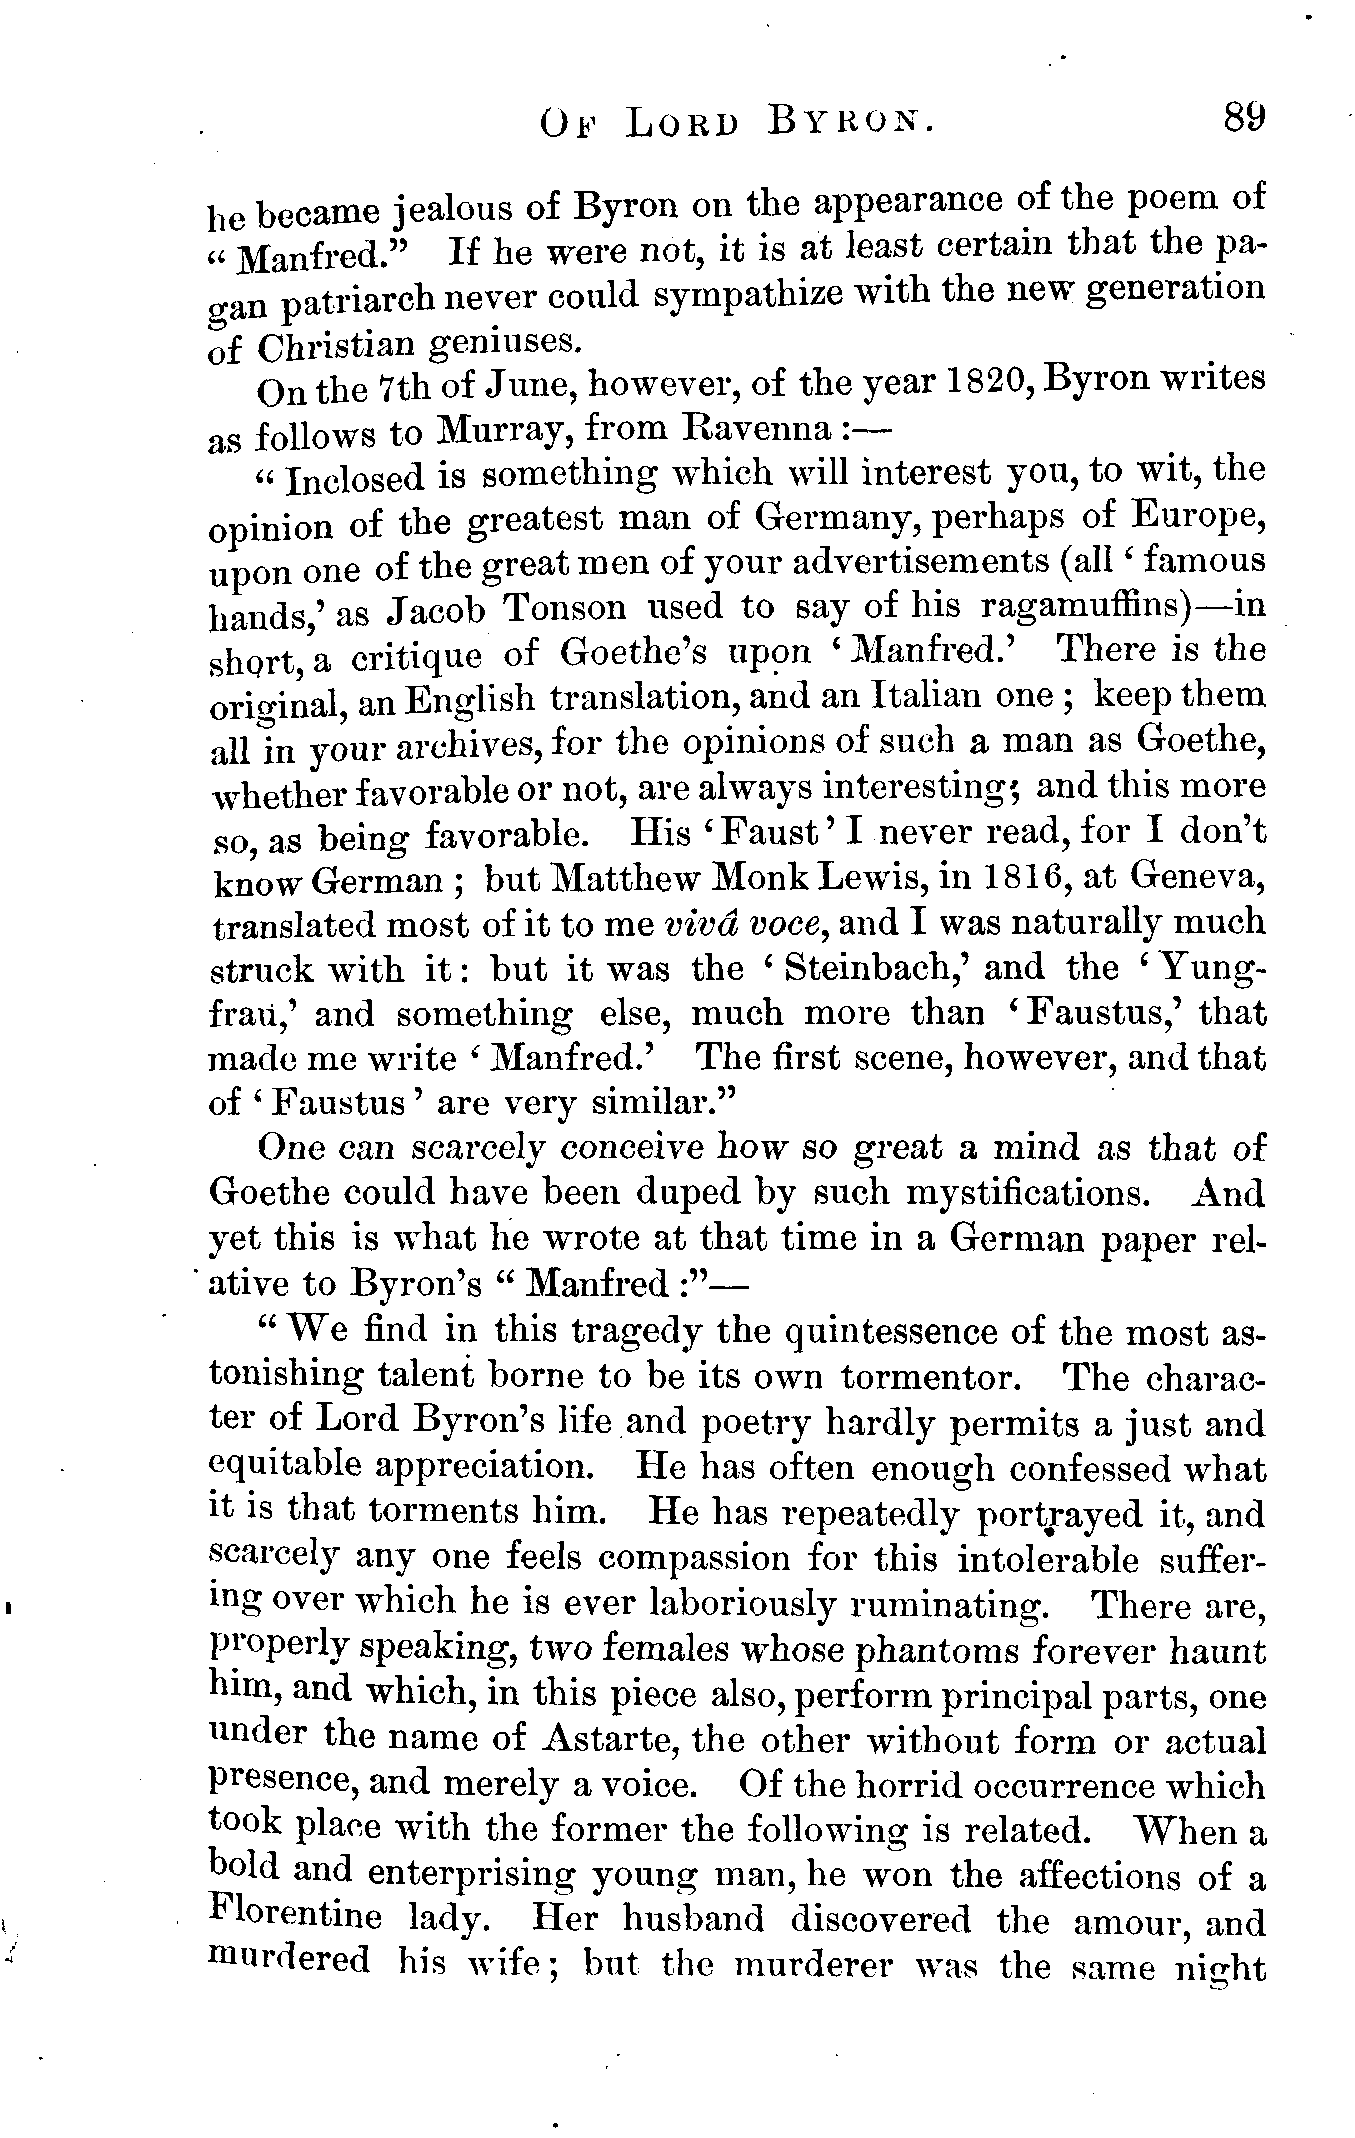 OF LORD BYRON. 89
he became jealous of Byron on the appearance of the poem of
“ Manfred.” If he were not, it is at least certain that the pa-
gan patriarch never could sympathize with the new generation
of Christian geniuses.
On the 7th of June, however, of the year 1820, Byron writes
as follows to Murray, from Ravenna :—
“ Inclosed is something which will interest you, to wit, the
opinion of the greatest man of Germany, perhaps of Europe,
upon one of the great men of your advertisements (all ‘ famous
hands,’ as Jacob Tonson used to say of his ragamuffins)—in
short, a critique of Goethe’s upon ‘ Manfred.’ There is the
original, an English translation, and an Italian one ; keep them
all in your archives, for the opinions of such a man as Goethe,
whether favorable or not, are always interesting; and this more
so, as being favorable. His ‘ Faust ’ I never read, for I don’t
know German ; but Matthew Monk Lewis, in 1816, at Geneva,
translated most of it to me vivâ voce, and I was naturally much
struck with it : but it was the ‘ Steinbach,’ and the ‘ Yung-
frau,’ and something else, much more than ‘ Faustus,’ that
made me write ‘ Manfred.’ The first scene, however, and that
of ‘ Faustus ’ are very similar.”
One can scarcely conceive how so great a mind as that of
Goethe could have been duped by such mystifications. And
yet this is what he wrote at that time in a German paper rel-
ative to Byron’s “ Manfred :”—
“ We find in this tragedy the quintessence of the most as-
tonishing talent borne to be its own tormentor. The charac-
ter of Lord Byron’s life and poetry hardly permits a just and
equitable appreciation. He has often enough confessed what
it is that torments him. He has repeatedly portrayed it, and
scarcely any one feels compassion for this intolerable suffer-
ing over which he is ever laboriously ruminating. There are,
properly speaking, two females whose phantoms forever haunt
him, and which, in this piece also, perform principal parts, one
under the name of Astarte, the other without form or actual
presence, and merely a voice. Of the horrid occurrence which
took place with the former the following is related. When a
bold and enterprising young man, he won the affections of a
Florentine lady. Her husband discovered the amour, and
murdered his wife ; but the murderer was the same night